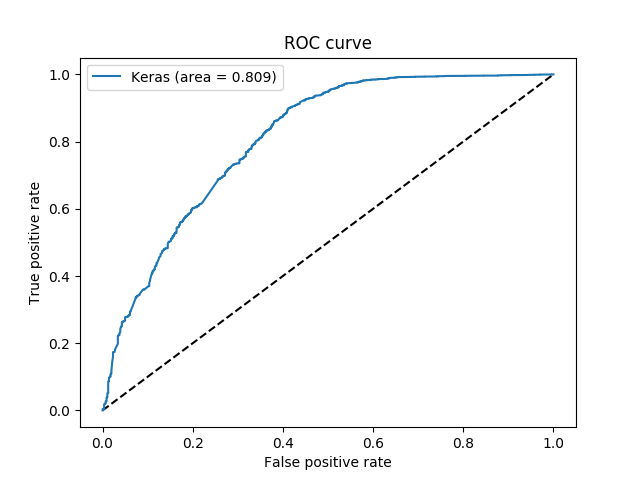 ROC curve
Keras (area = 0.809)
True positive rate
1.0
0.8
0.6
0.4
0.2
0.0
0.0 0.2 0.4 0.6 0.8 1.0
False positive rate